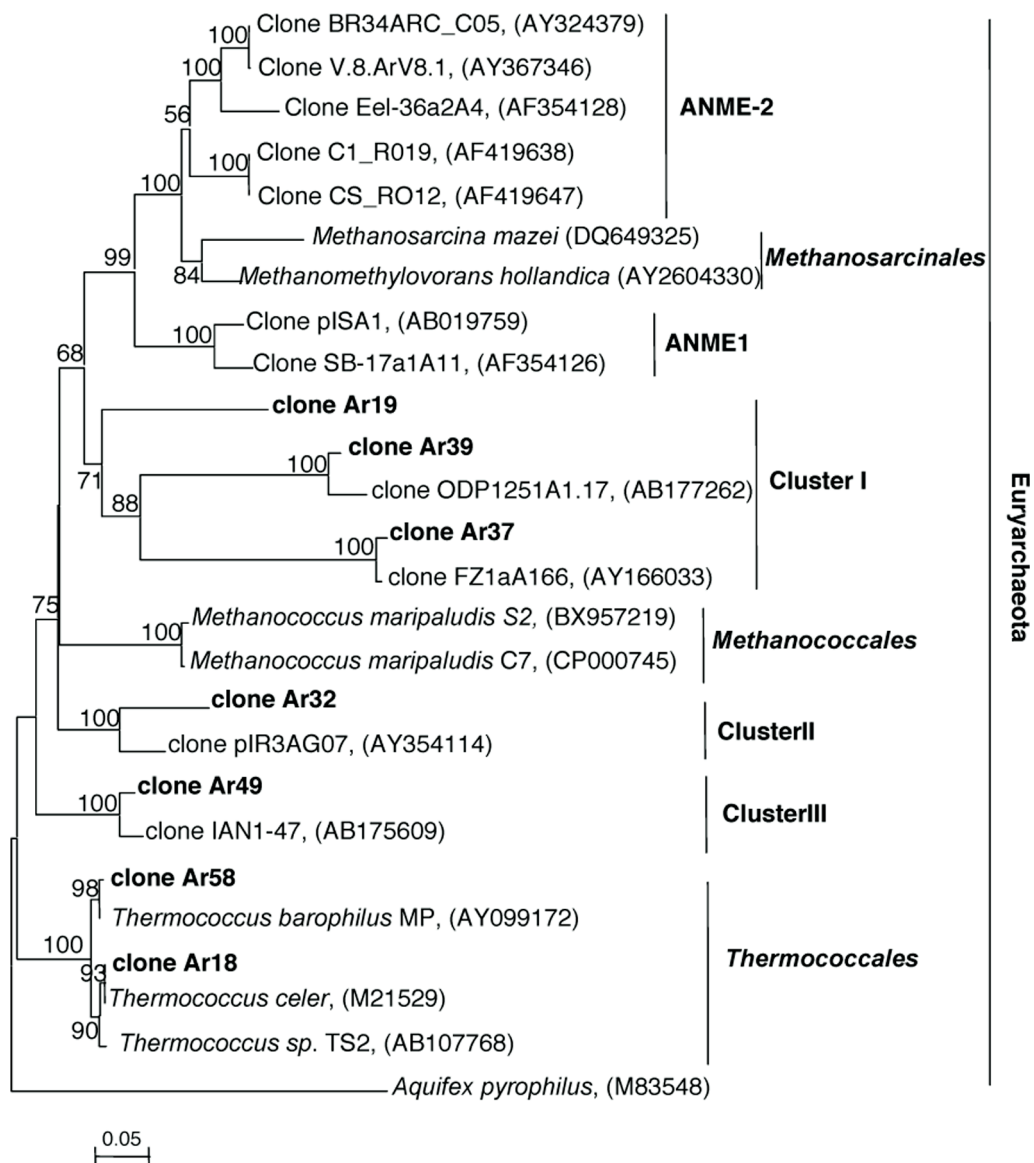 Clone BR34ARC_C05, (AY324379)
100
Clone V.8.ArV8.1, (AY367346)
100
Clone Eel-36a2A4, (AF354128)
ANME-2
56
Clone C1_R019, (AF419638)
100
Clone CS_RO12, (AF419647)
100
Methanosarcina mazei (DQ649325)
99
Methanosarcinales
84
Methanomethylovorans hollandica (AY2604330)
Clone pISA1, (AB019759)
100
ANME1
68
Clone SB-17a1A11, (AF354126)
clone Ar19
clone Ar39
100
71
clone ODP1251A1.17, (AB177262)
Cluster I
88
clone Ar37
100
clone FZ1aA166, (AY166033)
Euryarchaeota
75
Methanococcus maripaludis S2, (BX957219)
100
Methanococcales
Methanococcus maripaludis C7, (CP000745)
clone Ar32
100
ClusterII
clone pIR3AG07, (AY354114)
clone Ar49
100
ClusterIII
clone IAN1-47, (AB175609)
clone Ar58
98
Thermococcus barophilus MP, (AY099172)
100
Thermococcales
clone Ar18
93
Thermococcus celer, (M21529)
90
Thermococcus sp. TS2, (AB107768)
Aquifex pyrophilus, (M83548)
0.05